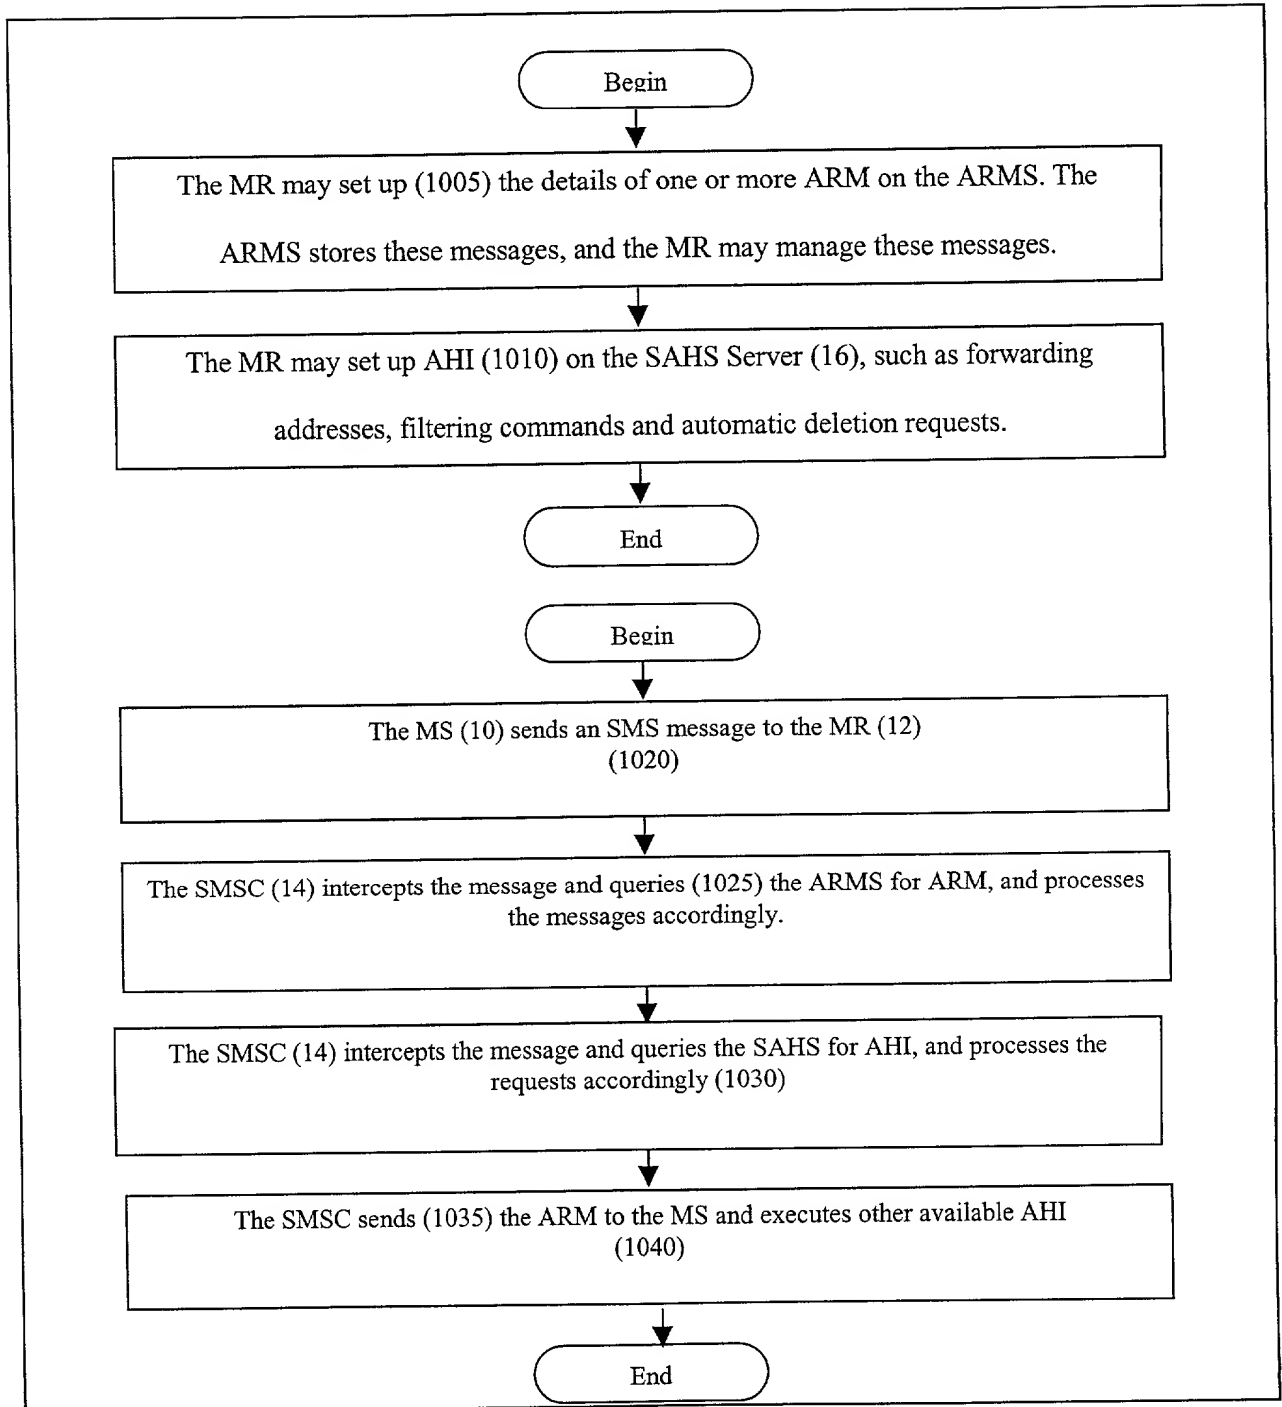 Begin
The MR may set up (1005) the details of one or more ARM on the ARMS. The
ARMS stores these messages, and the MR may manage these messages.
The MR may set up AHI (1010) on the SAHS Server (16), such as forwarding
addresses, filtering commands and automatic deletion requests.
End
Begin
The MS (10) sends an SMS message to the MR (12)
(1020)
The SMSC (14) intercepts the message and queries (1025) the ARMS for ARM, and processes
the messages accordingly.
The SMSC (14) intercepts the message and queries the SAHS for AHI, and processes the
requests accordingly (1030)
The SMSC sends (1035) the ARM to the MS and executes other available AHI
(1040)
End